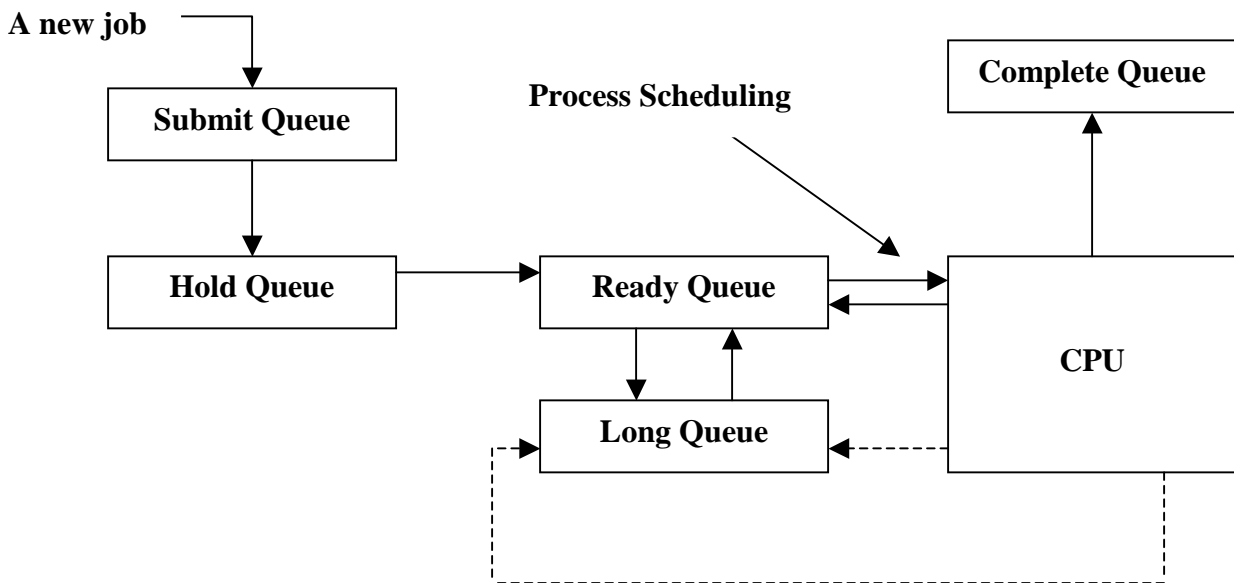 A new job
Submit Queue
Process Scheduling
Complete Queue
Hold Queue
Ready Queue
CPU
Long Queue